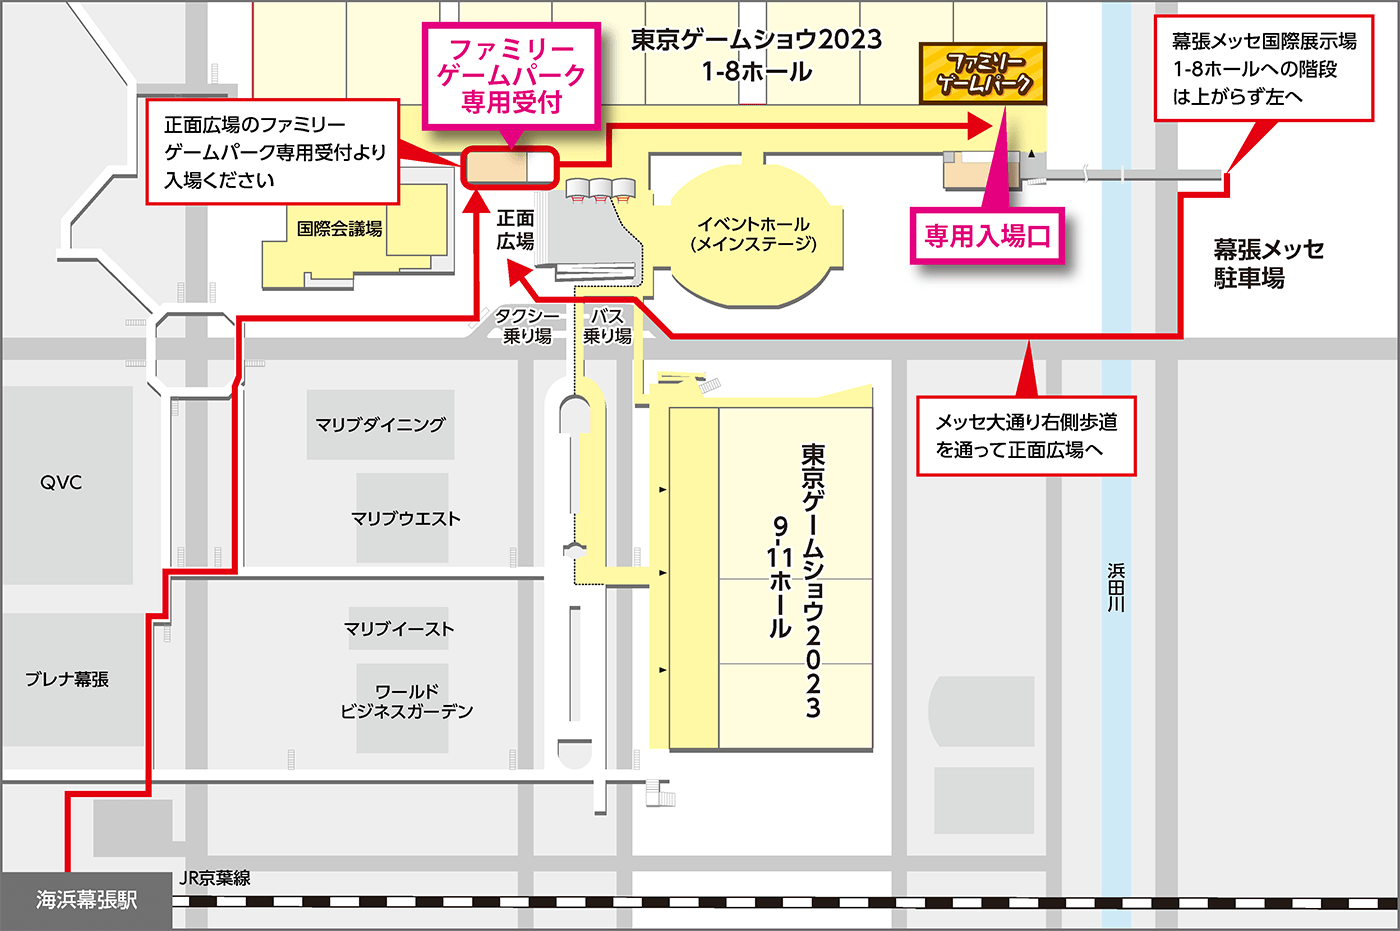 東京ゲームショウ2023
1-8ホール
ファミリー
ゲームパーク
専用受付
ファミリー
ゲームパーク
幕張メッセ国際展示場
1-8ホールへの階段
は上がらず左へ
正面広場のファミリー
ゲームパーク専用受付より
入場ください
国際会議場
正面
広場
イベントホール
(メインステージ)
専用入場口
幕張メッセ
駐車場
タクシー
乗り場
バス
乗り場
メッセ大通り右側歩道
を通って正面広場へ
マリブダイニング
QVC
マリブウエスト
東京ゲームショウ2023
9-11ホール
浜田川
マリブイースト
プレナ幕張
ワールド
ビジネスガーデン
JR京葉線
海浜幕張駅